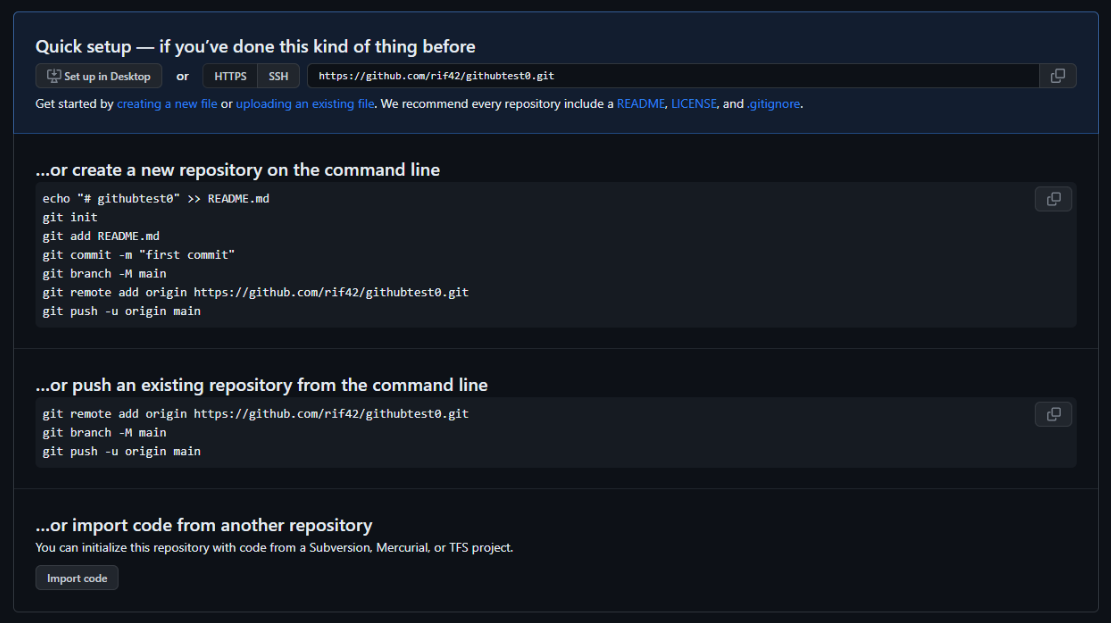 Quick setup — if you’ve done this kind of thing before
Set up in Desktop or HTTPS SSH https://github.com/rif42/githubtest0.git
Get started by creating a new file or uploading an existing file. We recommend every repository include a README, LICENSE, and .gitignore.
…or create a new repository on the command line
echo "# githubtest0" >> README.md
git init
git add README.md
git commit -m "first commit"
git branch -M main
git remote add origin https://github.com/rif42/githubtest0.git
git push -u origin main
…or push an existing repository from the command line
git remote add origin https://github.com/rif42/githubtest0.git
git branch -M main
git push -u origin main
…or import code from another repository
You can initialize this repository with code from a Subversion, Mercurial, or TFS project.
Import code